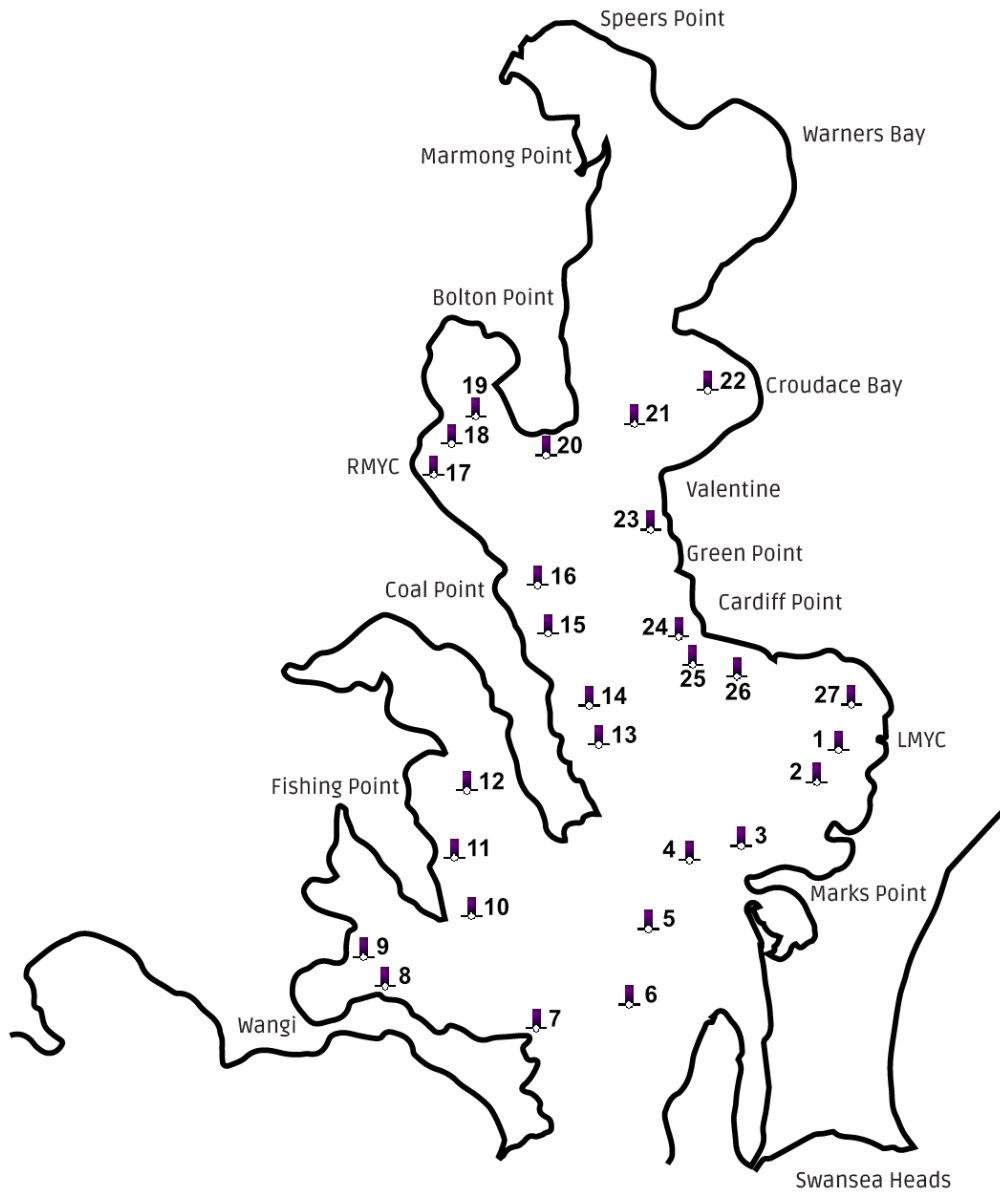 Speers Point
Warners Bay
Marmong Point
Bolton Point
22
Croudace Bay
19
21
18
20
RMYC
17
Valentine
23
Green Point
16
Coal Point
Cardiff Point
15
24
25
26
14
27
13
1
LMYC
2
12
Fishing Point
3
4
11
Marks Point
10
5
9
8
6
7
Wangi
Swansea Heads